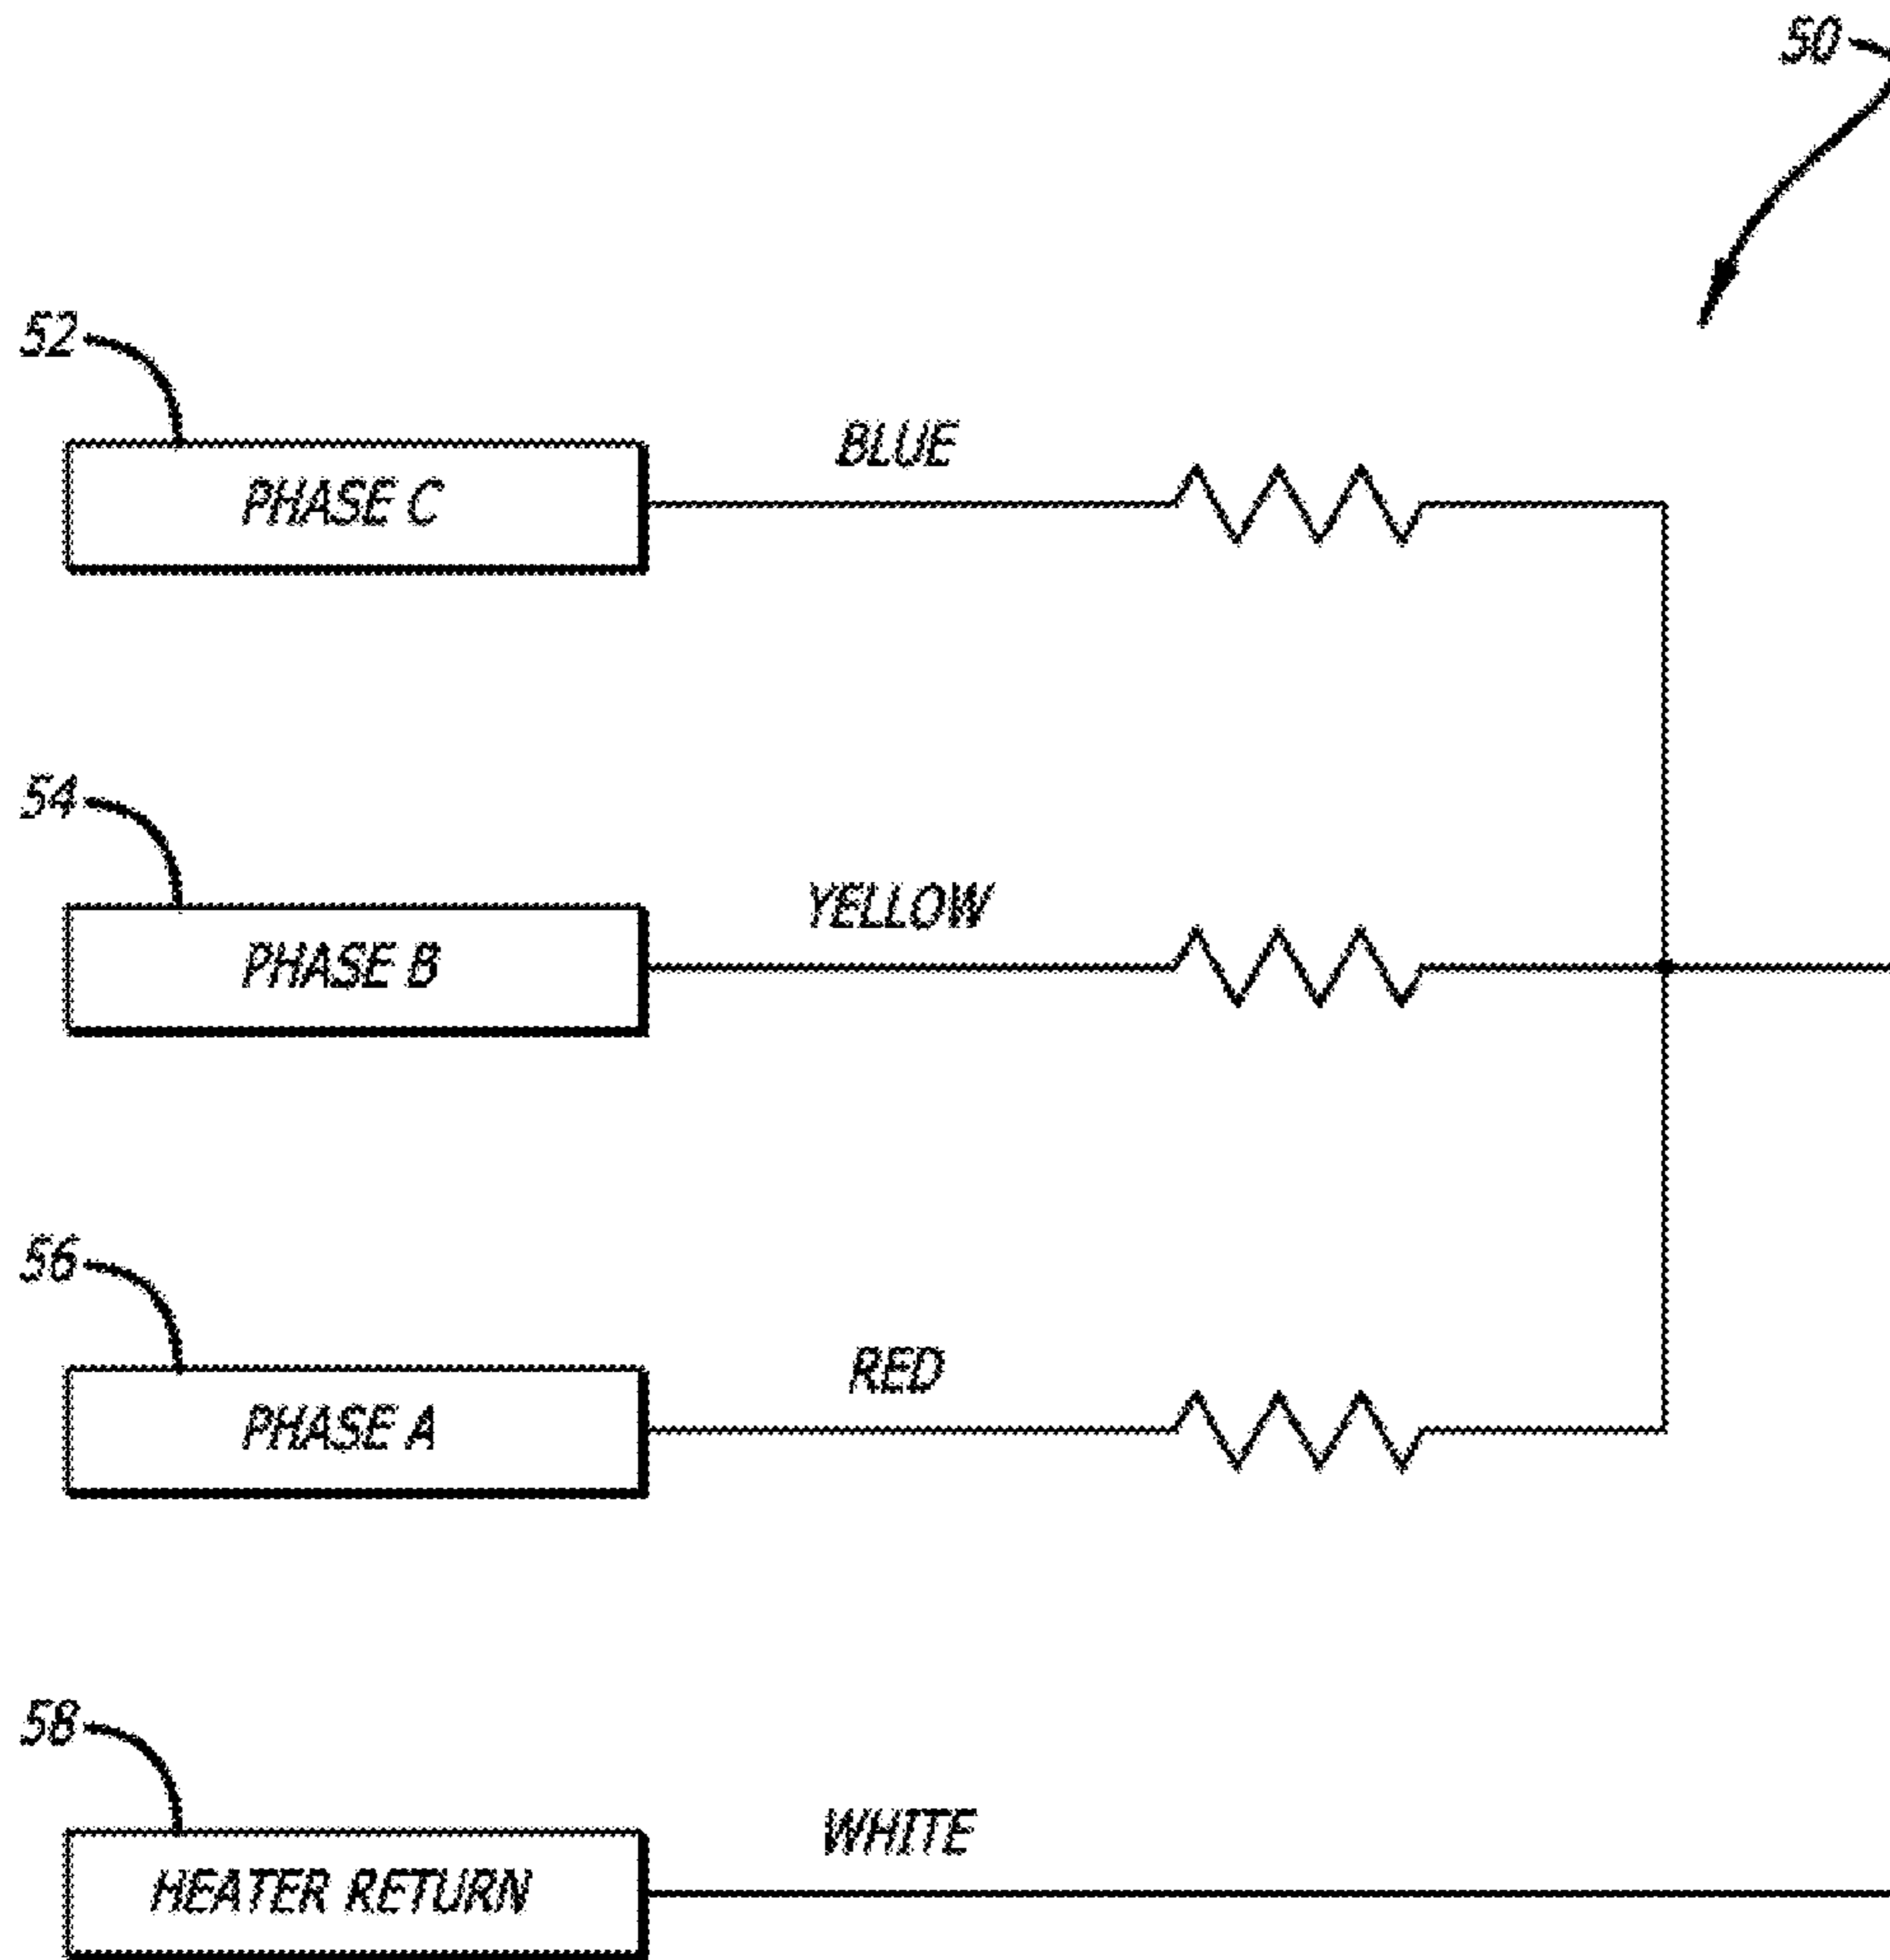 50
52
BLUE
PHASE C
54
YELLOW
PHASE B
56
RED
PHASE A
58
WHITE
HEATER RETURN